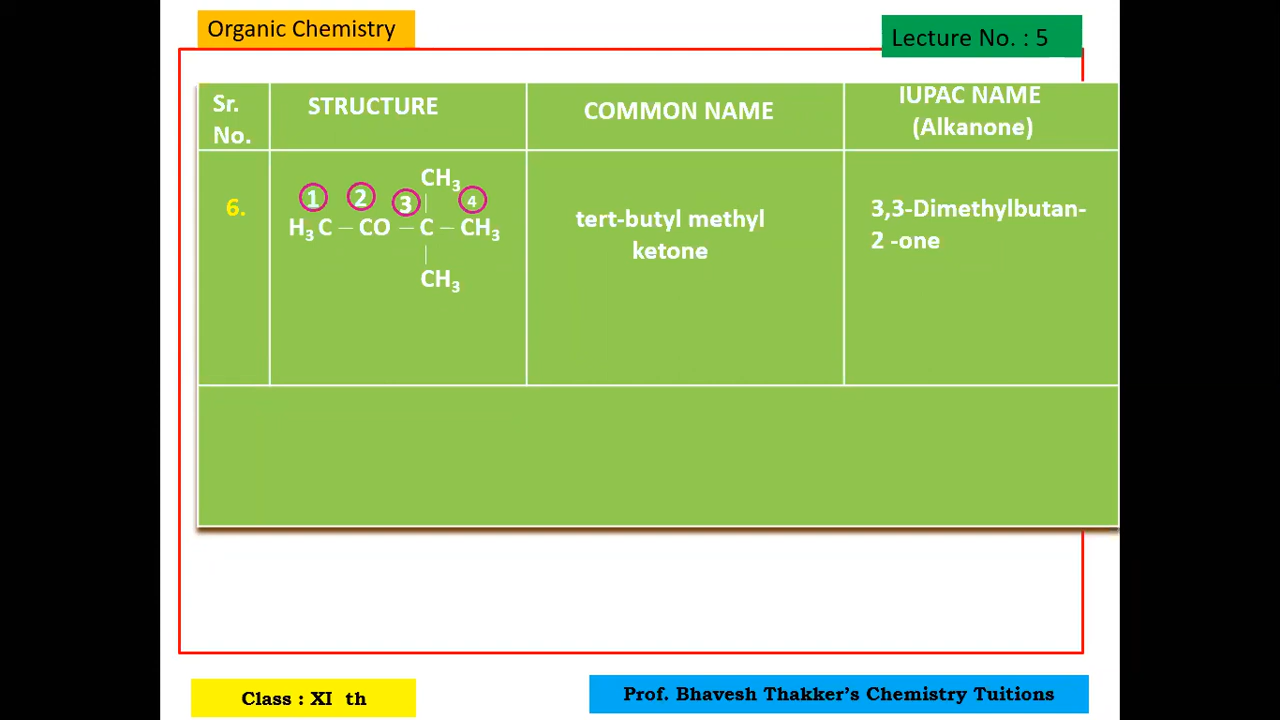 Organic Chemistry
Lecture No. : 5
Sr. No.
STRUCTURE
COMMON NAME
IUPAC NAME
(Alkanone)
6.
CH3
1 2 3 4
H3 C – CO – C – CH3
CH3
tert-butyl methyl
ketone
3,3-Dimethylbutan-
2 -one
Class : XI th
Prof. Bhavesh Thakker’s Chemistry Tuitions